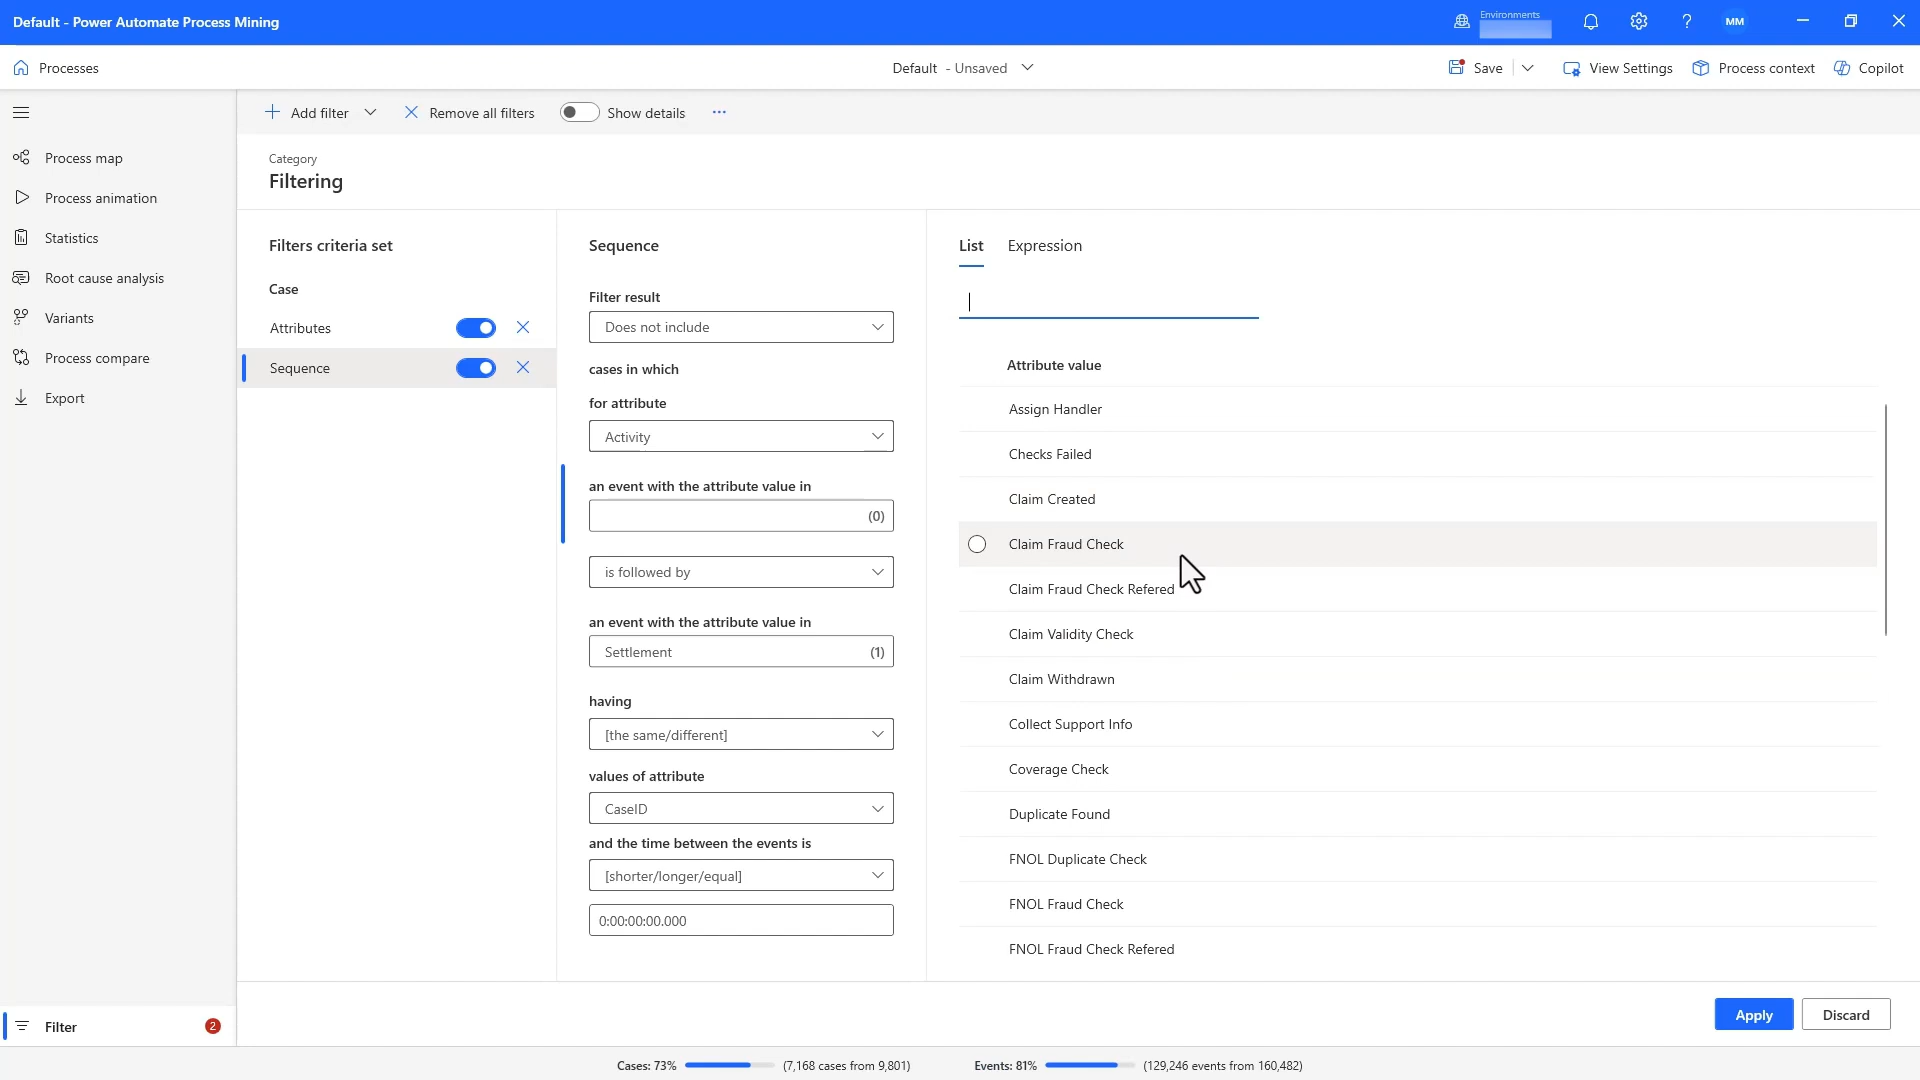 Default - Power Automate Process Mining
Environments
MM
Processes
Default - Unsaved
Save
View Settings
Process context
Copilot
Add filter
Remove all filters
Show details
Process map
Process animation
Statistics
Root cause analysis
Variants
Process compare
Export
Filter
2
Category
Filtering
Filters criteria set
Case
Attributes
Sequence
Sequence
Filter result
Does not include
cases in which
for attribute
Activity
an event with the attribute value in
(0)
is followed by
an event with the attribute value in
Settlement (1)
having
[the same/different]
values of attribute
CaseID
and the time between the events is
[shorter/longer/equal]
0:00:00:00.000
List Expression
Attribute value
Assign Handler
Checks Failed
Claim Created
Claim Fraud Check
Claim Fraud Check Refered
Claim Validity Check
Claim Withdrawn
Collect Support Info
Coverage Check
Duplicate Found
FNOL Duplicate Check
FNOL Fraud Check
FNOL Fraud Check Refered
Apply
Discard
Cases: 73% (7,168 cases from 9,801)
Events: 81% (129,246 events from 160,482)